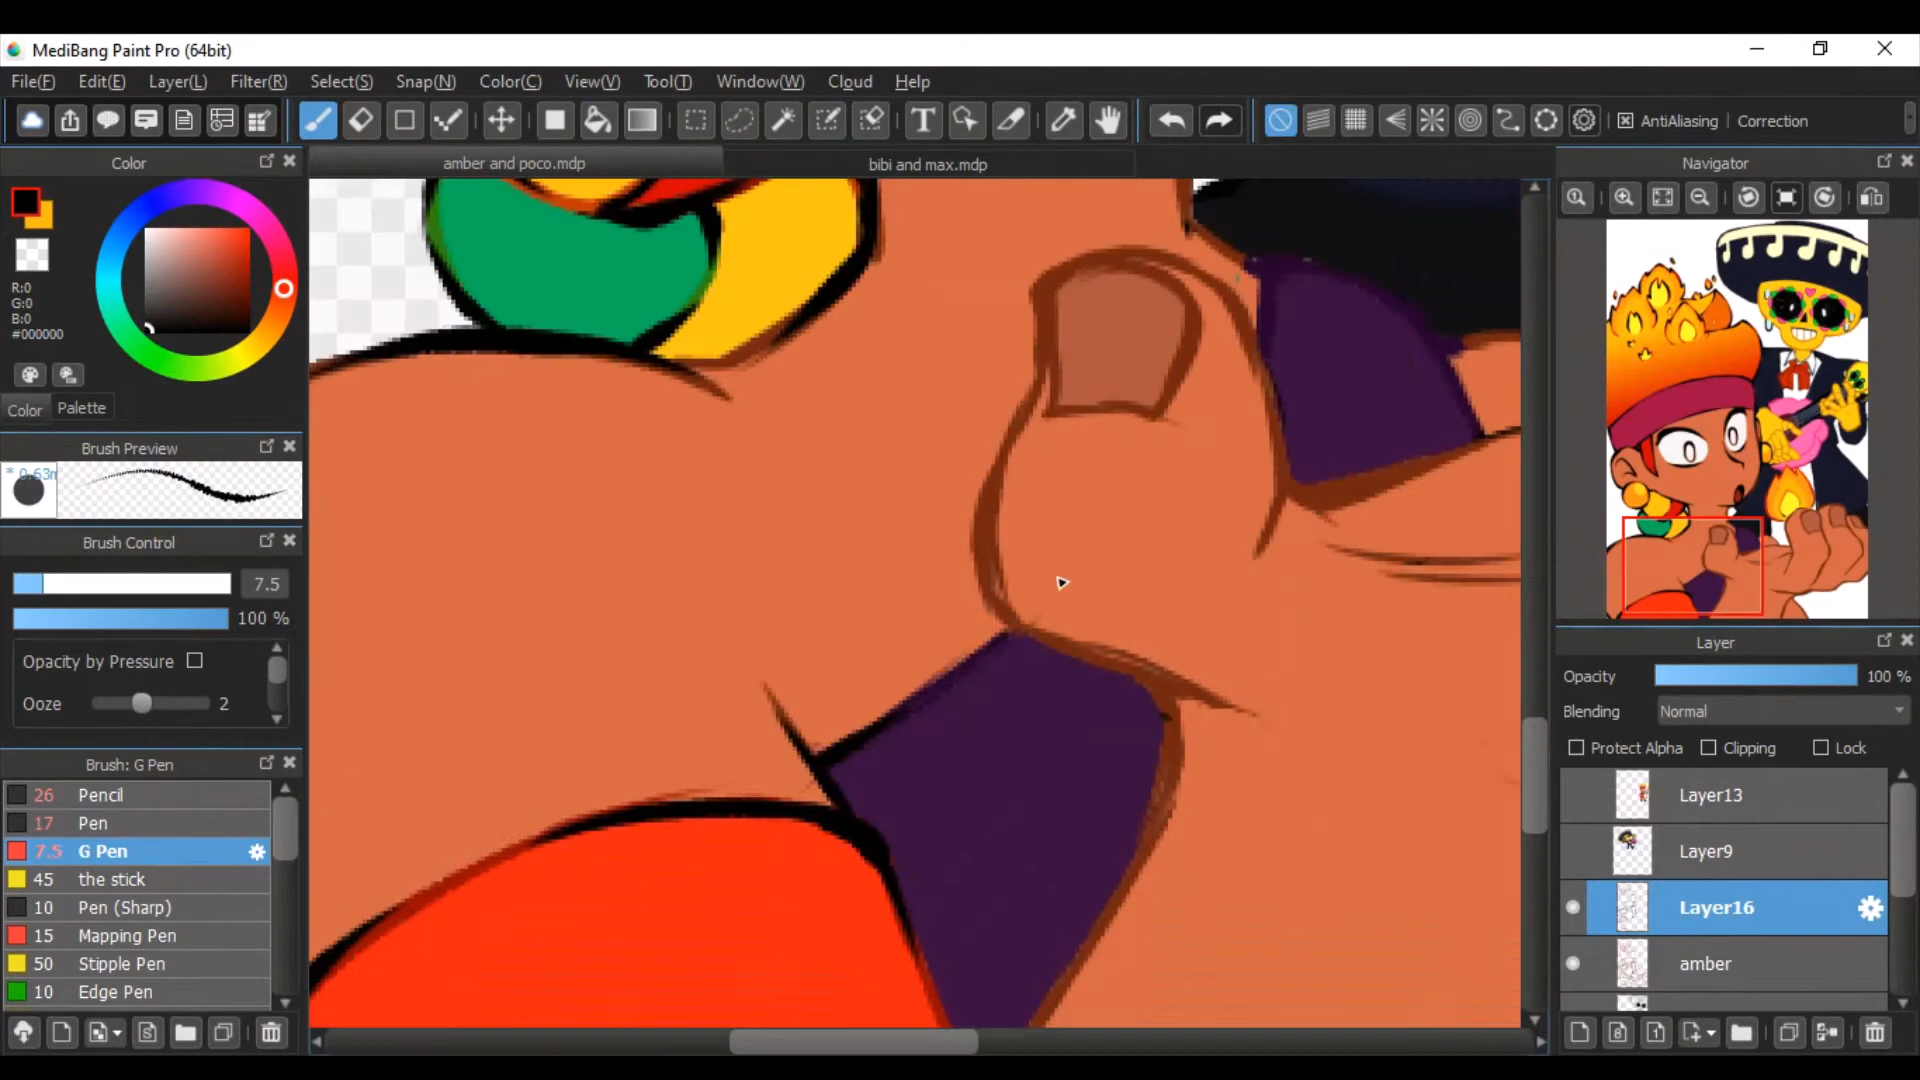 MediBang Paint Pro (64bit)
File(F) Edit(E) Layer(L) Filter(R) Select(S) Snap(N) Color(C) View(V) Tool(T) Window(W) Cloud Help
AntiAliasing Correction
Color
amber and poco.mdp
bibi and max.mdp
Navigator
R:0
G:0
B:0
#000000
Color Palette
Brush Preview
Brush Control
7.5
100 %
Opacity by Pressure
Ooze 2
Brush: G Pen
26 Pencil
17 Pen
7.5 G Pen
45 the stick
10 Pen (Sharp)
15 Mapping Pen
50 Stipple Pen
10 Edge Pen
Layer
Opacity 100 %
Blending Normal
Protect Alpha Clipping Lock
Layer13
Layer9
Layer16
amber